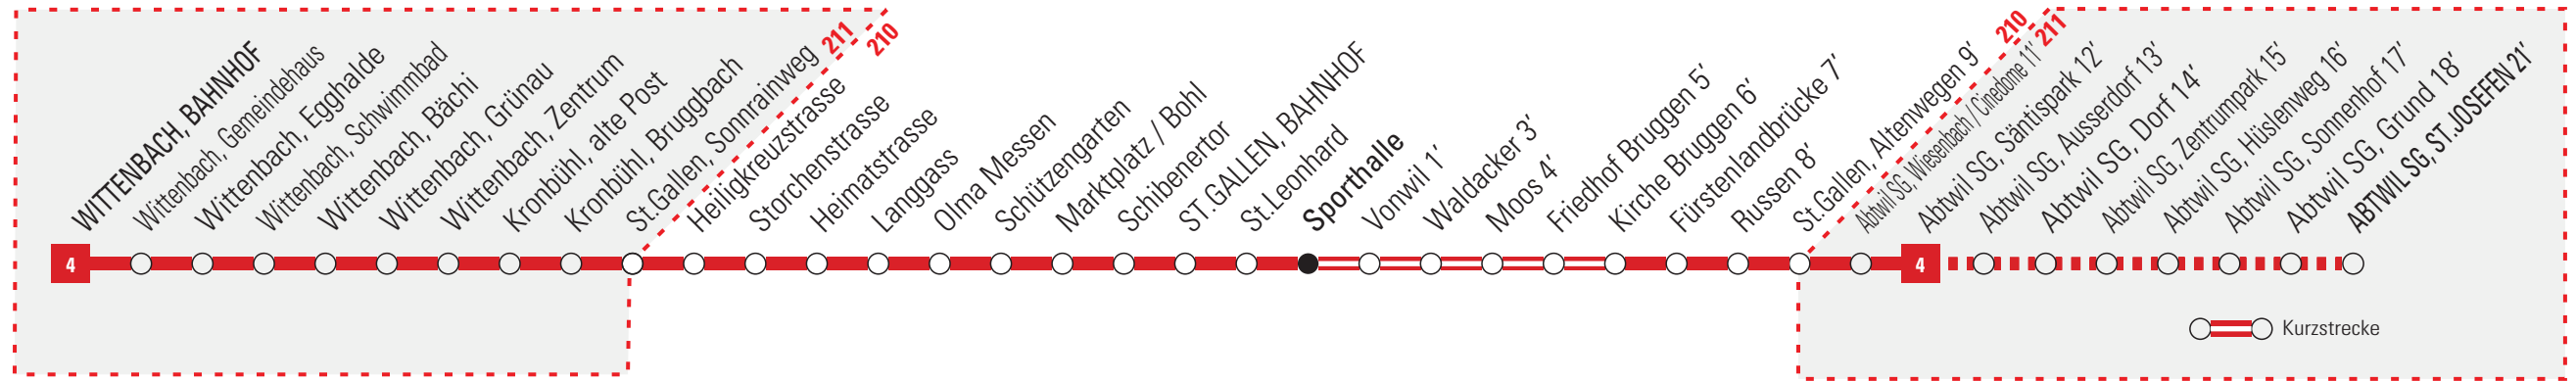 WITTENBACH, BAHNHOF
Wittenbach, Gemeindehaus
Wittenbach, Egghalde
Wittenbach, Schwimmbad
Wittenbach, Bächi
Wittenbach, Grünau
Wittenbach, Zentrum
Kronbühl, alte Post
Kronbühl, Bruggbach
St.Gallen, Sonnrainweg
211
210
Heiligkreuzstrasse
Storchenstrasse
Heimatstrasse
Langgass
Olma Messen
Schützengarten
Marktplatz / Bohl
Schibenertor
ST.GALLEN, BAHNHOF
St.Leonhard
Sporthalle
Vonwil 1'
Waldacker 3'
Moos 4'
Friedhof Bruggen 5'
Kirche Bruggen 6'
Fürstenlandbrücke 7'
Russen 8'
St.Gallen, Altenwegen 9'
210
211
Abtwil SG, Wiesenbach / Cinedome 11'
Abtwil SG, Säntispark 12'
Abtwil SG, Ausserdorf 13'
Abtwil SG, Dorf 14'
Abtwil SG, Zentrumpark 15'
Abtwil SG, Hüslenweg 16'
Abtwil SG, Sonnenhof 17'
Abtwil SG, Grund 18'
ABTWIL SG, ST.JOSEFEN 21'
4
4
Kurzstrecke